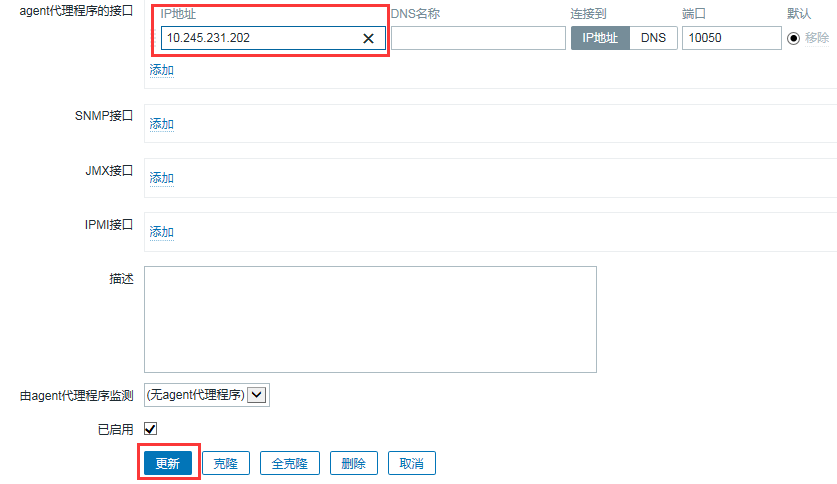 agent代理程序的接口 IP地址 DNS名称 连接到 端口 默认
10.245.231.202 IP地址 DNS 10050 移除
添加
SNMP接口 添加
JMX接口 添加
IPMI接口 添加
描述
由agent代理程序监测 (无agent代理程序)
已启用
更新 克隆 全克隆 删除 取消